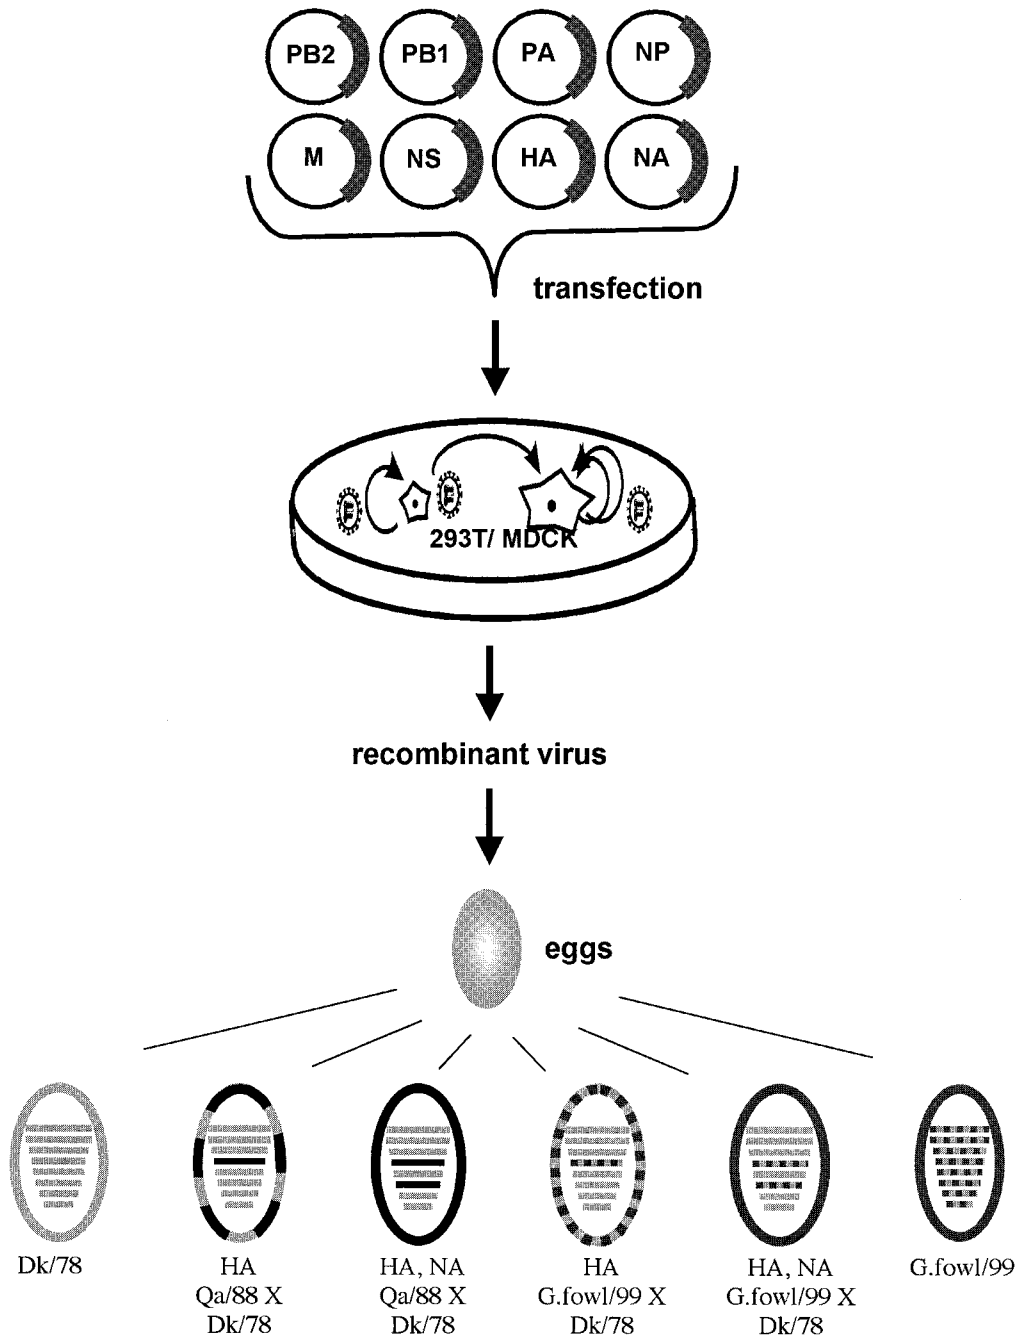 PB2 PB1 PA NP
M NS HA NA
transfection
293T/ MDCK
recombinant virus
eggs
Dk/78
HA
Qa/88 X
Dk/78
HA, NA
Qa/88 X
Dk/78
HA
G.fowl/99 X
Dk/78
HA, NA
G.fowl/99 X
Dk/78
G.fowl/99